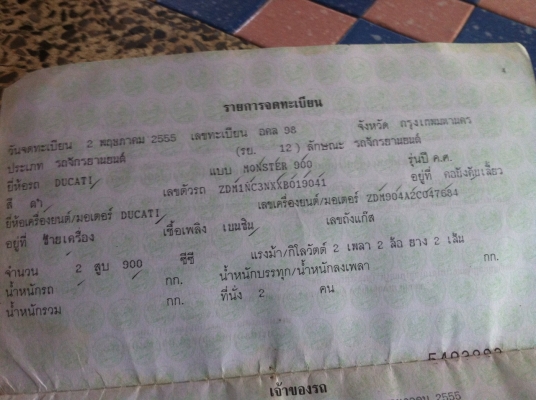 รายการจดทะเบียน
วันจดทะเบียน 2 พฤษภาคม 2555 เลขทะเบียน อคล 98 จังหวัด กรุงเทพมหานคร
ประเภท รถจักรยานยนต์ (รย. 12) ลักษณะ รถจักรยานยนต์
ยี่ห้อรถ DUCATI แบบ MONSTER 900 รุ่นปี ค.ศ.
สี ดำ เลขตัวรถ ZDM1NC3NXXB019041 อยู่ที่ คอยังคุ้ยเลี้ยว
ยี่ห้อเครื่องยนต์/มอเตอร์ DUCATI เลขเครื่องยนต์/มอเตอร์ ZDM904A2C047684
อยู่ที่ ซ้ายเครื่อง เชื้อเพลิง เบนซิน เลขถังแก๊ส
จำนวน 2 สูบ 900 ซีซี แรงม้า/กิโลวัตต์ 2 เพลา 2 ล้อ ยาง 2 เส้น
น้ำหนักรถ กก. น้ำหนักบรรทุก/น้ำหนักลงเพลา กก.
น้ำหนักรวม กก. ที่นั่ง 2 คน
เจ้าของรถ
2555